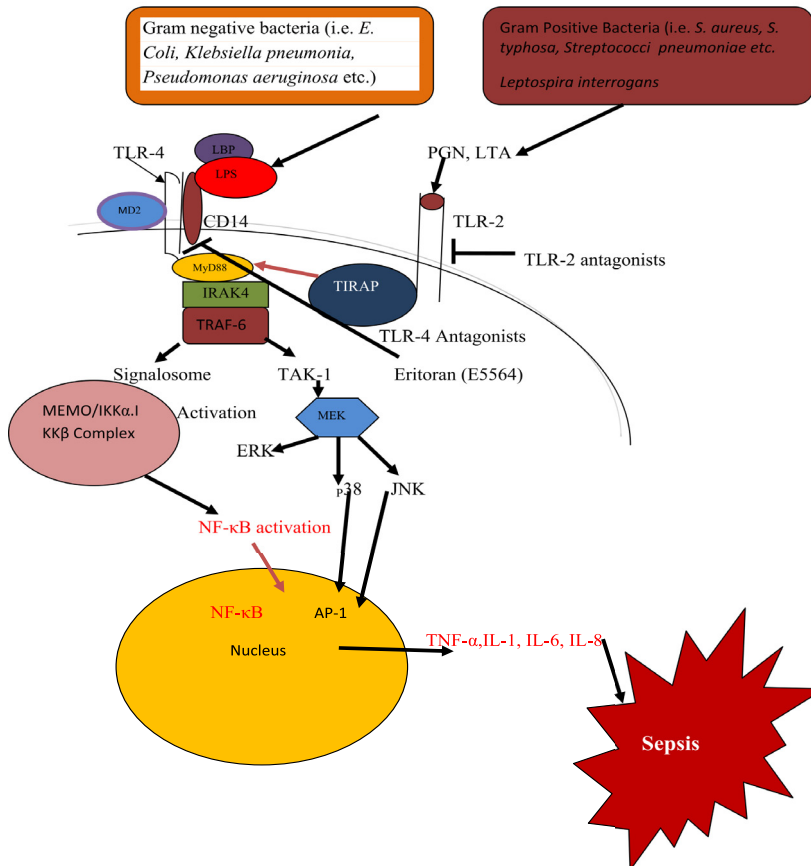 Gram negative bacteria (i.e. E.
Coli, Klebsiella pneumonia,
Pseudomonas aeruginosa etc.)
Gram Positive Bacteria (i.e. S. aureus, S.
typhosa, Streptococci pneumoniae etc.
Leptospira interrogans
TLR-4
LBP
LPS
PGN, LTA
MD2
CD14
TLR-2
TLR-2 antagonists
MyD88
TIRAP
IRAK4
TRAF-6
TLR-4 Antagonists
Signalosome
TAK-1
Eritoran (E5564)
MEMO/IKKα.I
KKβ Complex
Activation
MEK
ERK
P38
JNK
NF-κB activation
NF-κB
AP-1
Nucleus
TNF-α,IL-1, IL-6, IL-8
Sepsis